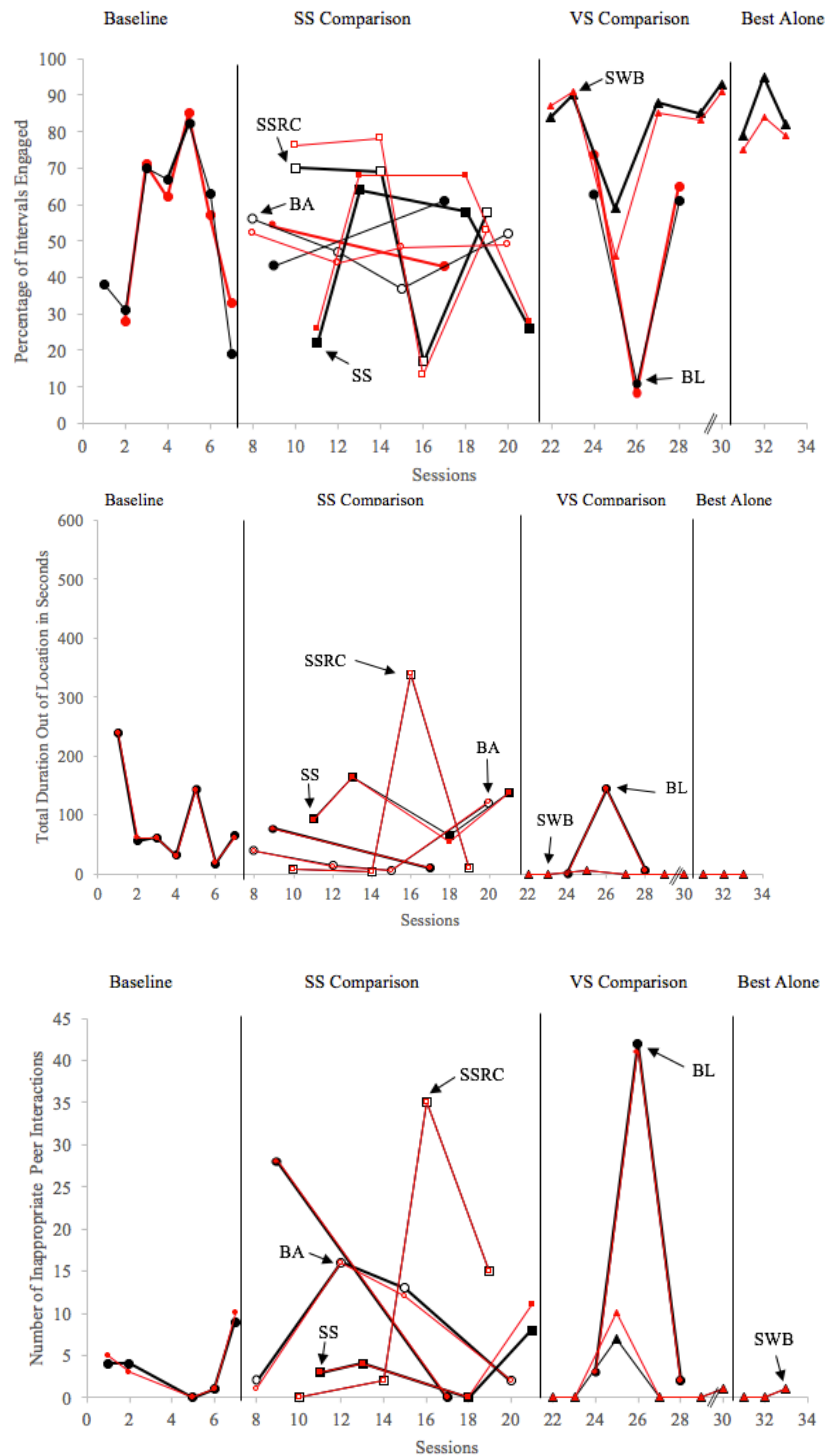 Baseline SS Comparison VS Comparison Best Alone
100
90
80
70
60
50
40
30
20
10
0
Percentage of Intervals Engaged
SSRC
BA
SS
SWB
BL
0 2 4 6 8 10 12 14 16 18 20 22 24 26 28 30 32 34
Sessions
Baseline SS Comparison VS Comparison Best Alone
600
500
400
300
200
100
0
Total Duration Out of Location in Seconds
SSRC
SS
BA
SWB
BL
0 2 4 6 8 10 12 14 16 18 20 22 24 26 28 30 32 34
Sessions
Baseline SS Comparison VS Comparison Best Alone
45
40
35
30
25
20
15
10
5
0
Number of Inappropriate Peer Interactions
SSRC
BA
SS
BL
SWB
0 2 4 6 8 10 12 14 16 18 20 22 24 26 28 30 32 34
Sessions